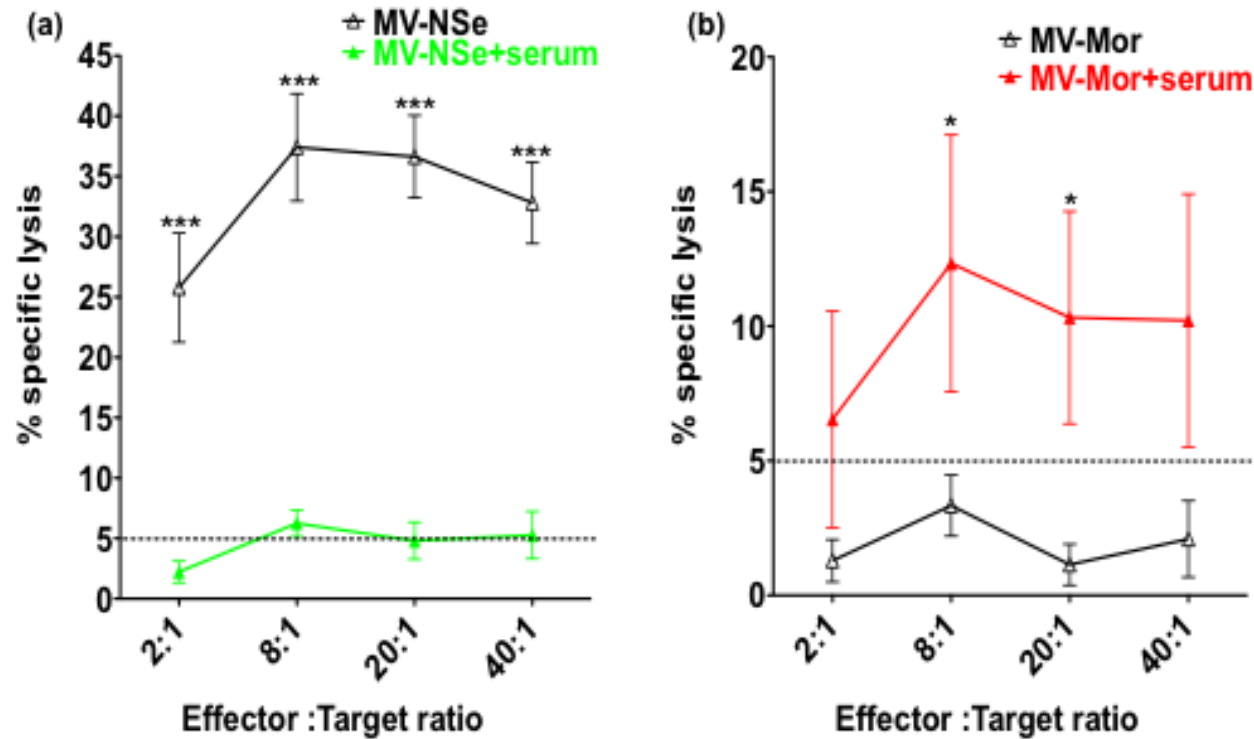 (a)
MV-NSe
MV-NSe+serum
45
40
35
30
25
20
15
10
5
0
% specific lysis
***
***
***
***
2:1
8:1
20:1
40:1
Effector :Target ratio
(b)
MV-Mor
MV-Mor+serum
20
15
10
5
0
% specific lysis
*
*
2:1
8:1
20:1
40:1
Effector :Target ratio